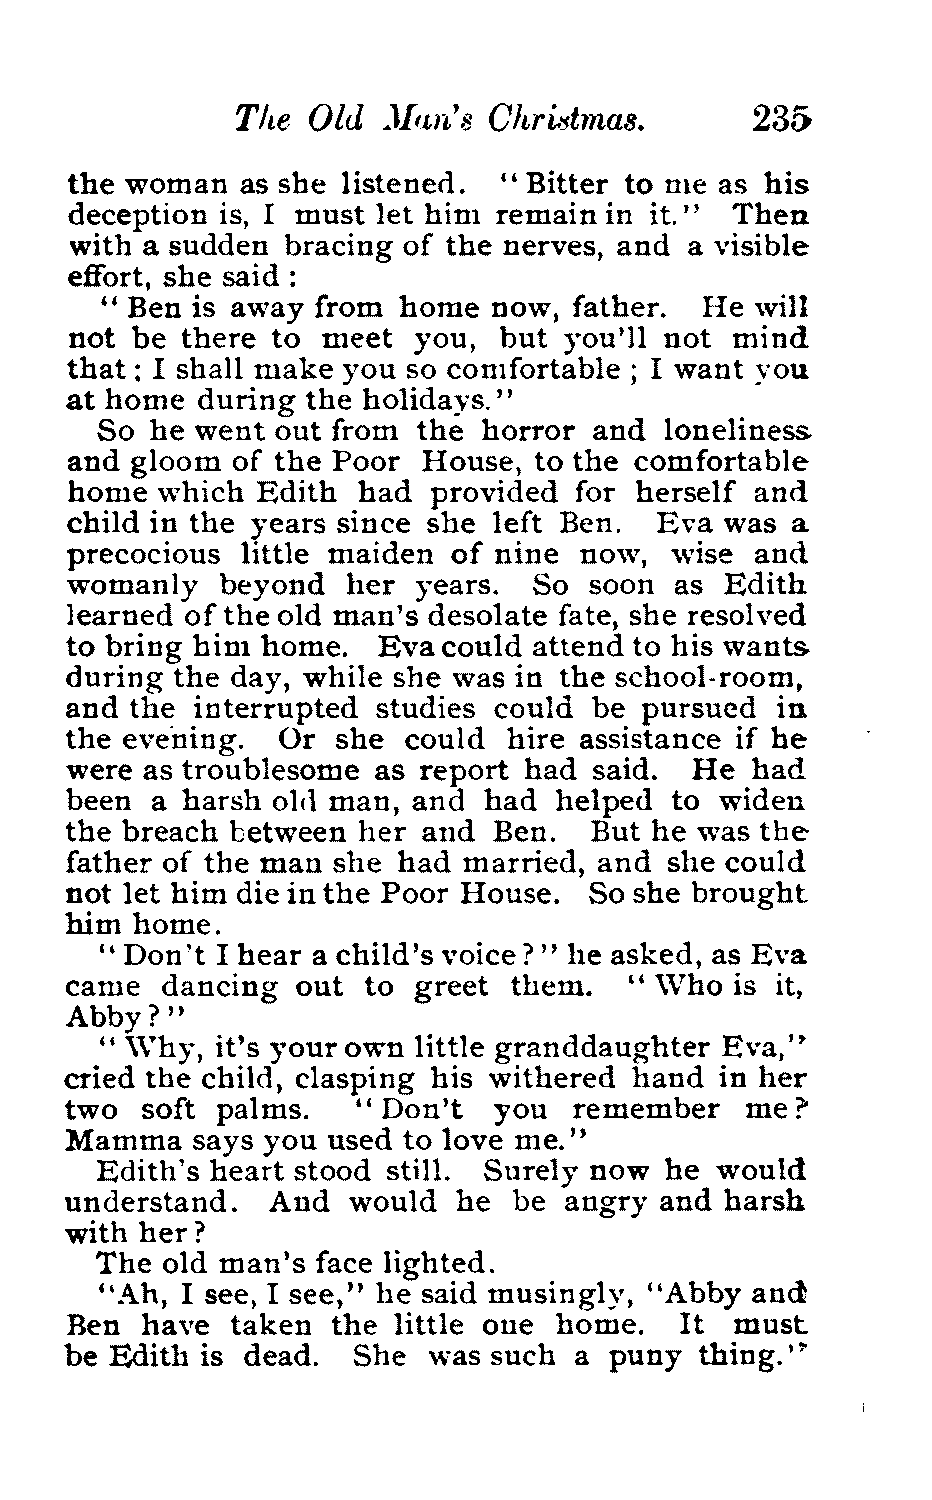 The Old Man's Christmas. 235
the woman as she listened. "Bitter to me as his
deception is, I must let him remain in it." Then
with a sudden bracing of the nerves, and a visible
effort, she said :
"Ben is away from home now, father. He will
not be there to meet you, but you'll not mind
that ; I shall make you so comfortable ; I want you
at home during the holidays."
So he went out from the horror and loneliness
and gloom of the Poor House, to the comfortable
home which Edith had provided for herself and
child in the years since she left Ben. Eva was a
precocious little maiden of nine now, wise and
womanly beyond her years. So soon as Edith
learned of the old man's desolate fate, she resolved
to bring him home. Eva could attend to his wants
during the day, while she was in the school-room,
and the interrupted studies could be pursued in
the evening. Or she could hire assistance if he
were as troublesome as report had said. He had
been a harsh old man, and had helped to widen
the breach between her and Ben. But he was the
father of the man she had married, and she could
not let him die in the Poor House. So she brought
him home.
"Don't I hear a child's voice?" he asked, as Eva
came dancing out to greet them. "Who is it,
Abby?"
"Why, it's your own little granddaughter Eva,"
cried the child, clasping his withered hand in her
two soft palms. "Don't you remember me?
Mamma says you used to love me."
Edith's heart stood still. Surely now he would
understand. And would he be angry and harsh
with her?
The old man's face lighted.
"Ah, I see, I see," he said musingly, "Abby and
Ben have taken the little one home. It must
be Edith is dead. She was such a puny thing."